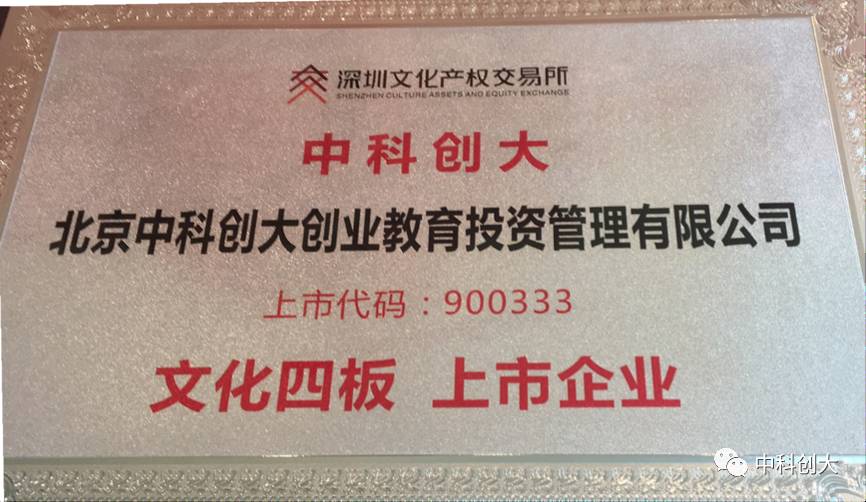 深圳文化产权交易所
SHENZHEN CULTURE ASSETS AND EQUITY EXCHANGE
中科创大
北京中科创大创业教育投资管理有限公司
上市代码：900333
文化四板 上市企业
中科创大